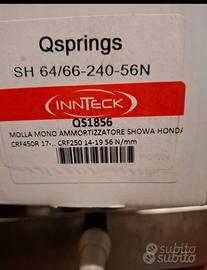 Qsprings
SH 64/66-240-56N
INNTECK
QS1856
MOLLA MONO AMMORTIZZATORE SHOWA HONDA
CRF450R 17-.. CRF250 14-19 56 N/mm
subito
subito